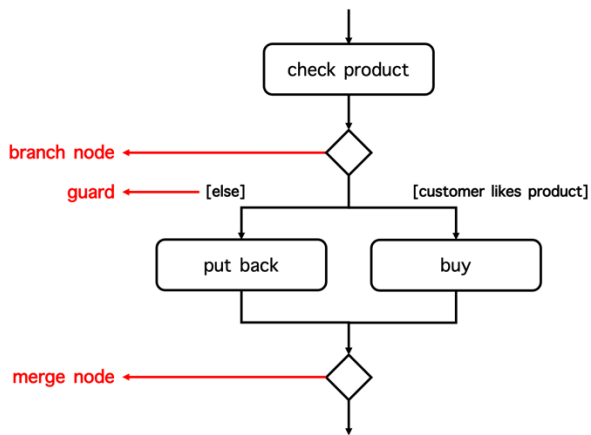 check product
branch node
guard
[else]
[customer likes product]
put back
buy
merge node